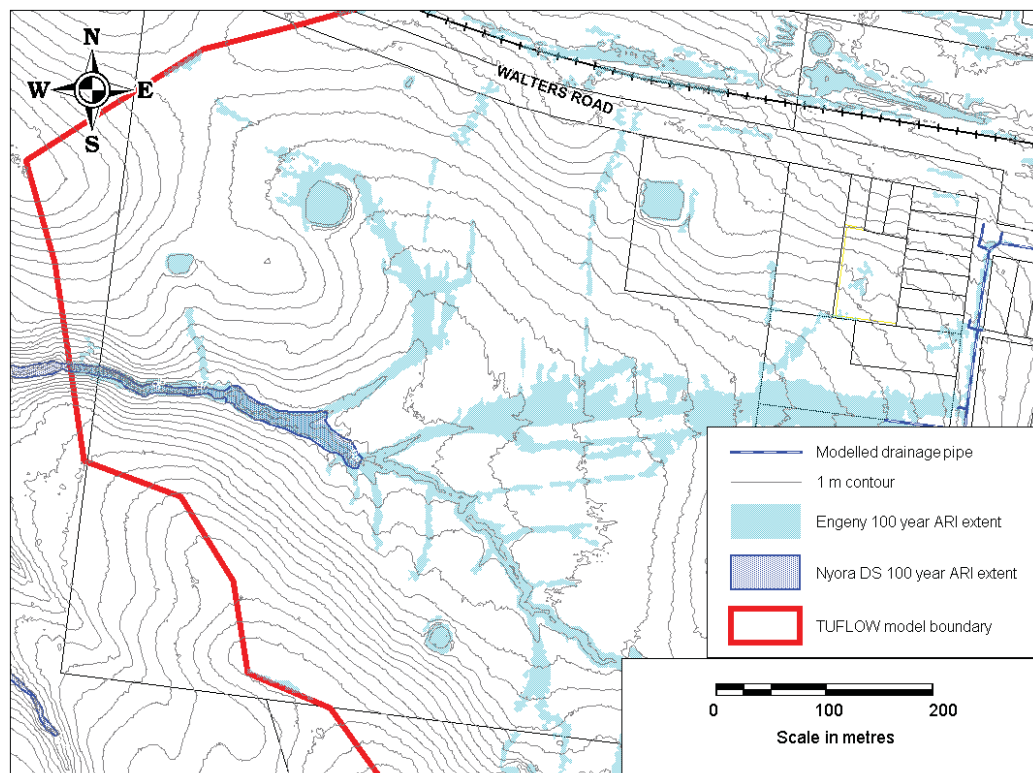 N
W E
S
WALTERS ROAD
Modelled drainage pipe
1 m contour
Engeny 100 year ARI extent
Nyora DS 100 year ARI extent
TUFLOW model boundary
0 100 200
Scale in metres